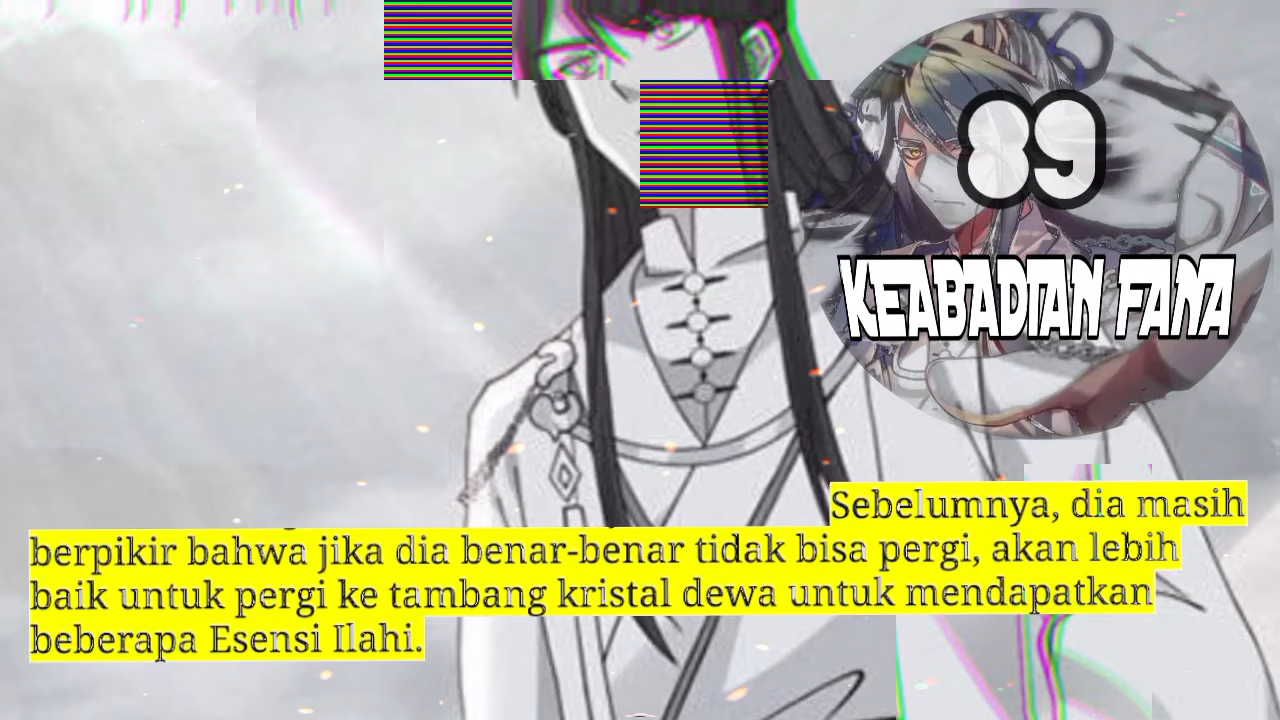 89
KEABADIAN FANA
Sebelumnya, dia masih
berpikir bahwa jika dia benar-benar tidak bisa pergi, akan lebih
baik untuk pergi ke tambang kristal dewa untuk mendapatkan
beberapa Esensi Ilahi.